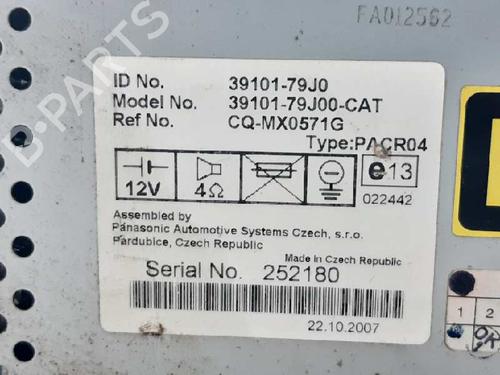 FA012562
ID No. 39101-79J0
Model No. 39101-79J00-CAT
Ref No. CQ-MX0571G
Type:PACR04
12V
4Ω
e13
022442
Assembled by
Panasonic Automotive Systems Czech, s.r.o.
Pardubice, Czech Republic
Made in Czech Republic
Serial No. 252180
22.10.2007
1 2
OK
B-PARTS